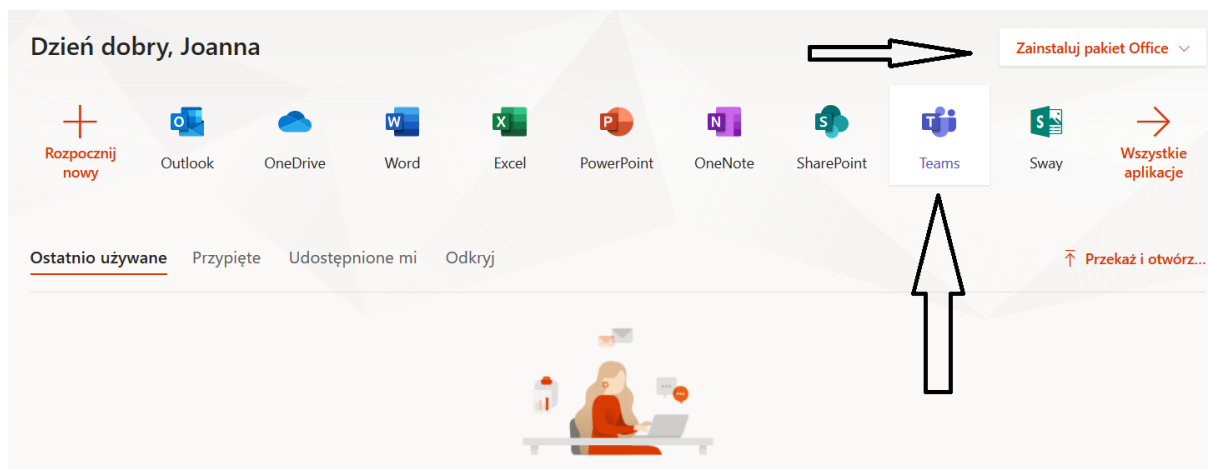 Dzień dobry, Joanna
Zainstaluj pakiet Office
Rozpocznij
nowy
Outlook
OneDrive
Word
Excel
PowerPoint
OneNote
SharePoint
Teams
Sway
Wszystkie
aplikacje
Ostatnio używane
Przypięte
Udostępnione mi
Odkryj
Przekaż i otwórz...